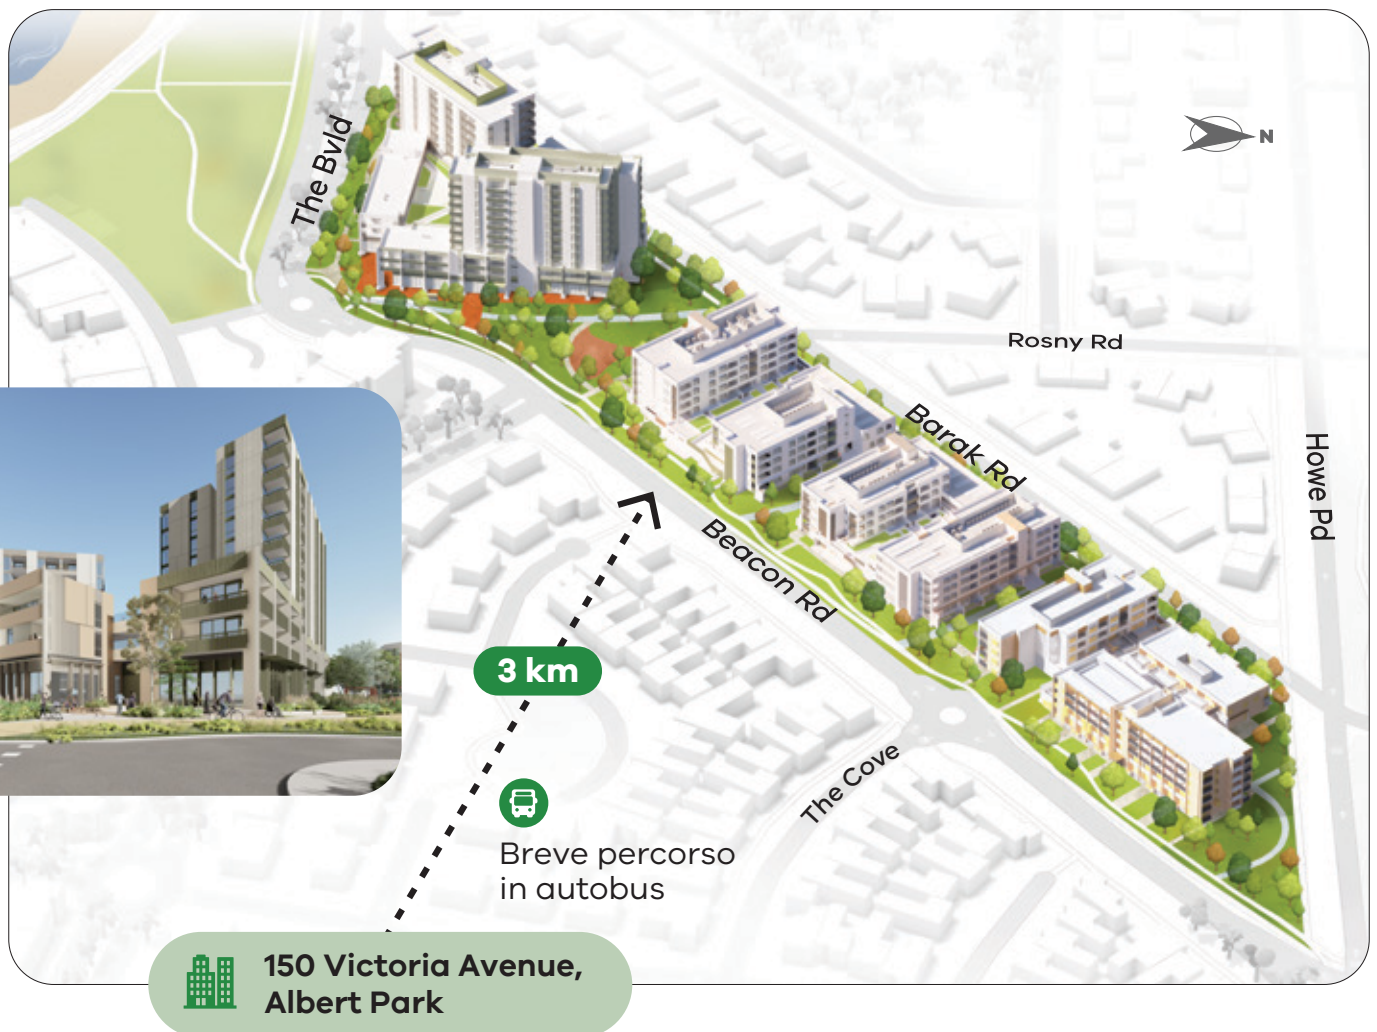 The Bvld
N
Rosny Rd
Barak Rd
Howe Pd
Beacon Rd
3 km
The Cove
Breve percorso
in autobus
150 Victoria Avenue,
Albert Park